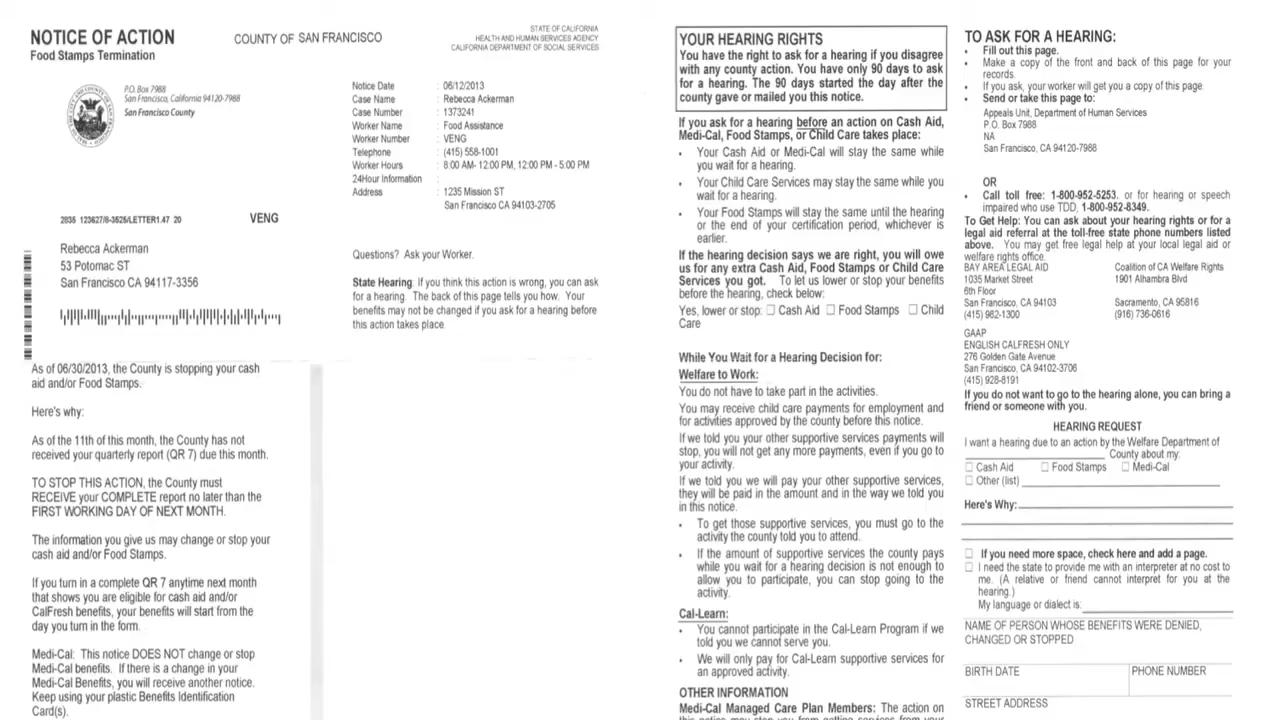 NOTICE OF ACTION
Food Stamps Termination
COUNTY OF SAN FRANCISCO
STATE OF CALIFORNIA
HEALTH AND HUMAN SERVICES AGENCY
CALIFORNIA DEPARTMENT OF SOCIAL SERVICES
P.O. Box 7988
San Francisco, California 94120-7988
San Francisco County
Notice Date : 06/12/2013
Case Name : Rebecca Ackerman
Case Number : 1373241
Worker Name : Food Assistance
Worker Number : VENG
Telephone : (415) 558-1001
Worker Hours : 8:00 AM- 12:00 PM, 12:00 PM - 5:00 PM
24Hour Information :
Address : 1235 Mission ST
San Francisco CA 94103-2705
2835 123627/8-3525/LETTER1.47 20 VENG
Rebecca Ackerman
53 Potomac ST
San Francisco CA 94117-3356
Questions? Ask your Worker.
State Hearing: If you think this action is wrong, you can ask
for a hearing. The back of this page tells you how. Your
benefits may not be changed if you ask for a hearing before
this action takes place.
As of 06/30/2013, the County is stopping your cash
aid and/or Food Stamps.
Here's why:
As of the 11th of this month, the County has not
received your quarterly report (QR 7) due this month.
TO STOP THIS ACTION, the County must
RECEIVE your COMPLETE report no later than the
FIRST WORKING DAY OF NEXT MONTH.
The information you give us may change or stop your
cash aid and/or Food Stamps.
If you turn in a complete QR 7 anytime next month
that shows you are eligible for cash aid and/or
CalFresh benefits, your benefits will start from the
day you turn in the form.
Medi-Cal: This notice DOES NOT change or stop
Medi-Cal benefits. If there is a change in your
Medi-Cal Benefits, you will receive another notice.
Keep using your plastic Benefits Identification
Card(s).
YOUR HEARING RIGHTS
You have the right to ask for a hearing if you disagree
with any county action. You have only 90 days to ask
for a hearing. The 90 days started the day after the
county gave or mailed you this notice.
If you ask for a hearing before an action on Cash Aid,
Medi-Cal, Food Stamps, or Child Care takes place:
• Your Cash Aid or Medi-Cal will stay the same while
you wait for a hearing.
• Your Child Care Services may stay the same while you
wait for a hearing.
• Your Food Stamps will stay the same until the hearing
or the end of your certification period, whichever is
earlier.
If the hearing decision says we are right, you will owe
us for any extra Cash Aid, Food Stamps or Child Care
Services you got. To let us lower or stop your benefits
before the hearing, check below:
Yes, lower or stop: ☐ Cash Aid ☐ Food Stamps ☐ Child
Care
While You Wait for a Hearing Decision for:
Welfare to Work:
You do not have to take part in the activities.
You may receive child care payments for employment and
for activities approved by the county before this notice.
If we told you your other supportive services payments will
stop, you will not get any more payments, even if you go to
your activity.
If we told you we will pay your other supportive services,
they will be paid in the amount and in the way we told you
in this notice.
• To get those supportive services, you must go to the
activity the county told you to attend.
• If the amount of supportive services the county pays
while you wait for a hearing decision is not enough to
allow you to participate, you can stop going to the
activity.
Cal-Learn:
• You cannot participate in the Cal-Learn Program if we
told you we cannot serve you.
• We will only pay for Cal-Learn supportive services for
an approved activity.
OTHER INFORMATION
Medi-Cal Managed Care Plan Members: The action on
this notice may stop you from getting services from your
TO ASK FOR A HEARING:
• Fill out this page.
• Make a copy of the front and back of this page for your
records.
• If you ask, your worker will get you a copy of this page.
• Send or take this page to:
Appeals Unit, Department of Human Services
P.O. Box 7988
NA
San Francisco, CA 94120-7988
OR
• Call toll free: 1-800-952-5253, or for hearing or speech
impaired who use TDD, 1-800-952-8349.
To Get Help: You can ask about your hearing rights or for a
legal aid referral at the toll-free state phone numbers listed
above. You may get free legal help at your local legal aid or
welfare rights office.
BAY AREA LEGAL AID
1035 Market Street
6th Floor
San Francisco, CA 94103
(415) 982-1300
Coalition of CA Welfare Rights
1901 Alhambra Blvd
Sacramento, CA 95816
(916) 736-0616
GAAP
ENGLISH CALFRESH ONLY
276 Golden Gate Avenue
San Francisco, CA 94102-3706
(415) 928-8191
If you do not want to go to the hearing alone, you can bring a
friend or someone with you.
HEARING REQUEST
I want a hearing due to an action by the Welfare Department of
County about my:
☐ Cash Aid ☐ Food Stamps ☐ Medi-Cal
☐ Other (list)
Here's Why:
☐ If you need more space, check here and add a page.
☐ I need the state to provide me with an interpreter at no cost to
me. (A relative or friend cannot interpret for you at the
hearing.)
My language or dialect is:
NAME OF PERSON WHOSE BENEFITS WERE DENIED,
CHANGED OR STOPPED
BIRTH DATE
PHONE NUMBER
STREET ADDRESS